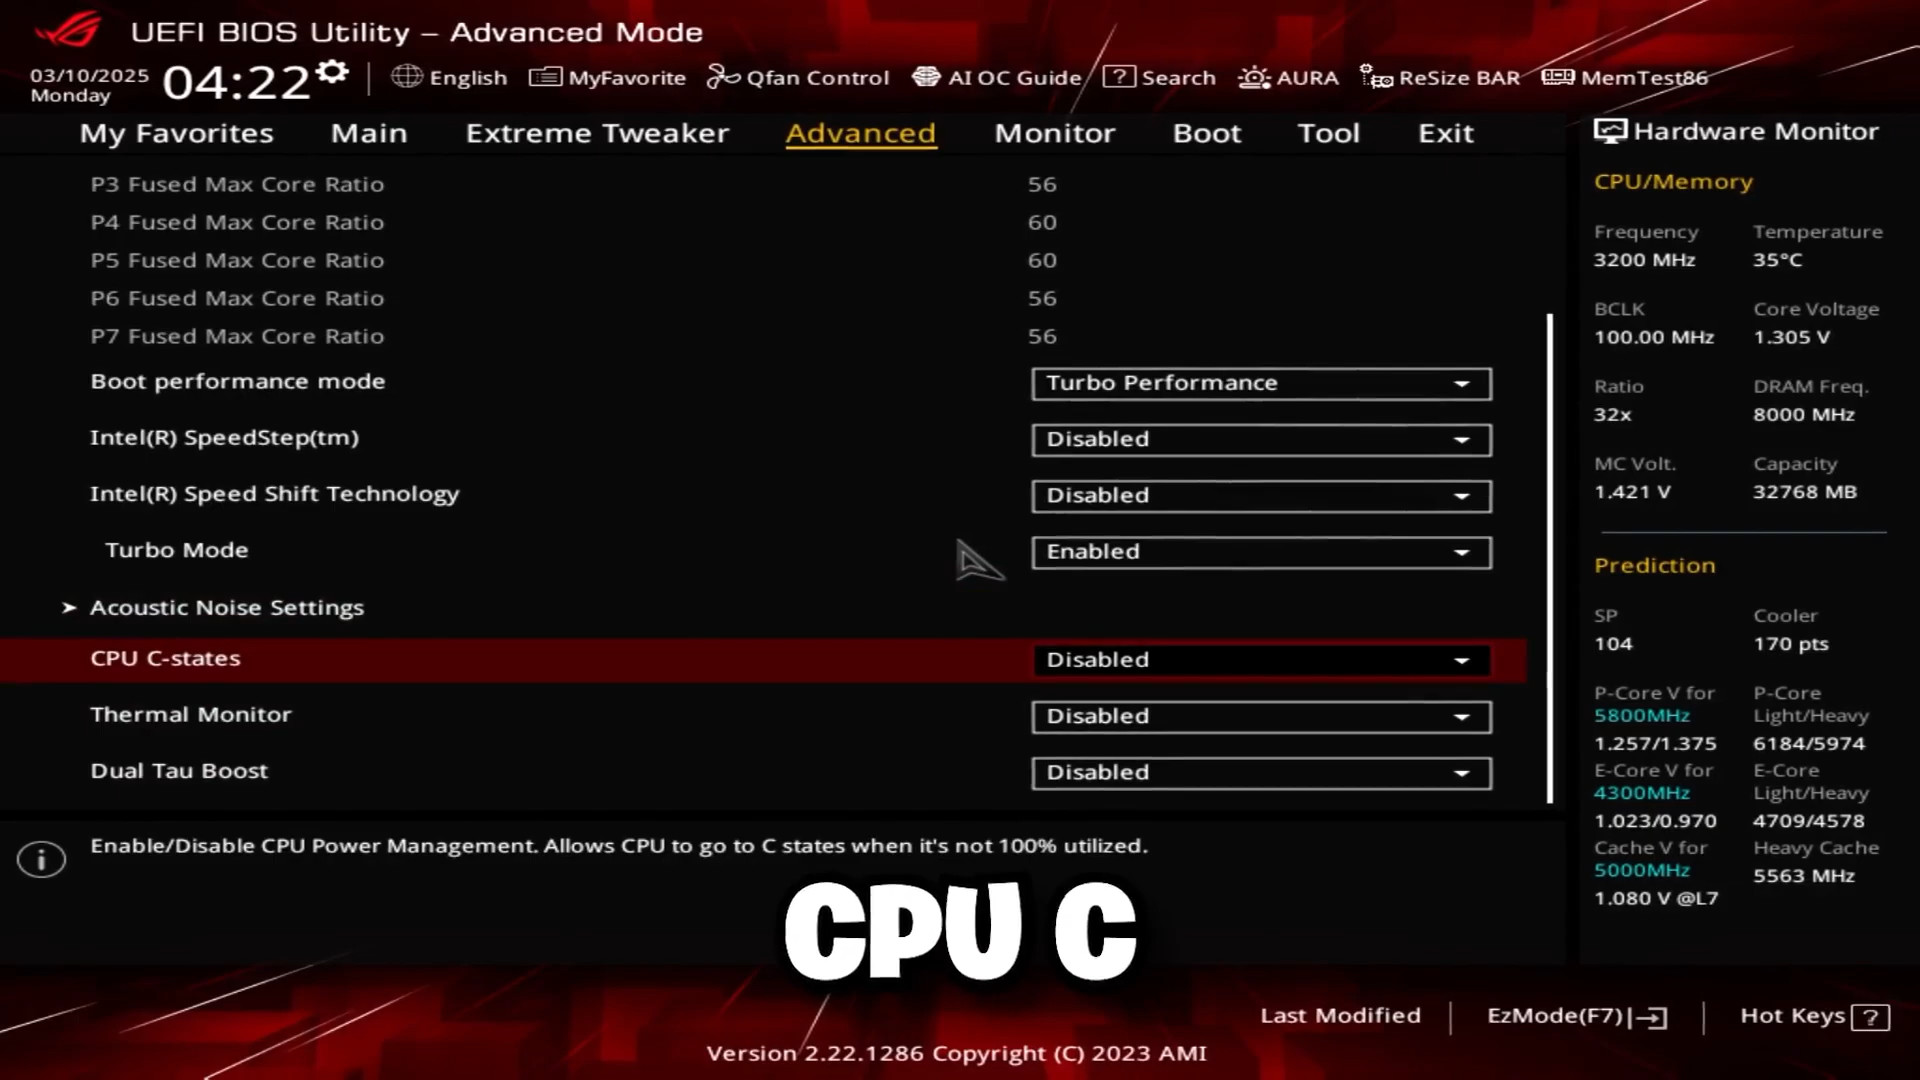 UEFI BIOS Utility – Advanced Mode
03/10/2025
Monday
04:22
English
MyFavorite
Qfan Control
AI OC Guide
? Search
AURA
ReSize BAR
MemTest86
My Favorites
Main
Extreme Tweaker
Advanced
Monitor
Boot
Tool
Exit
P3 Fused Max Core Ratio 56
P4 Fused Max Core Ratio 60
P5 Fused Max Core Ratio 60
P6 Fused Max Core Ratio 56
P7 Fused Max Core Ratio 56
Boot performance mode Turbo Performance
Intel(R) SpeedStep(tm) Disabled
Intel(R) Speed Shift Technology Disabled
Turbo Mode Enabled
Acoustic Noise Settings
CPU C-states Disabled
Thermal Monitor Disabled
Dual Tau Boost Disabled
i Enable/Disable CPU Power Management. Allows CPU to go to C states when it's not 100% utilized.
CPU C
Hardware Monitor
CPU/Memory
Frequency Temperature
3200 MHz 35°C
BCLK Core Voltage
100.00 MHz 1.305 V
Ratio DRAM Freq.
32x 8000 MHz
MC Volt. Capacity
1.421 V 32768 MB
Prediction
SP Cooler
104 170 pts
P-Core V for P-Core
5800MHz Light/Heavy
1.257/1.375 6184/5974
E-Core V for E-Core
4300MHz Light/Heavy
1.023/0.970 4709/4578
Cache V for Heavy Cache
5000MHz 5563 MHz
1.080 V @L7
Last Modified
EzMode(F7)
Hot Keys ?
Version 2.22.1286 Copyright (C) 2023 AMI